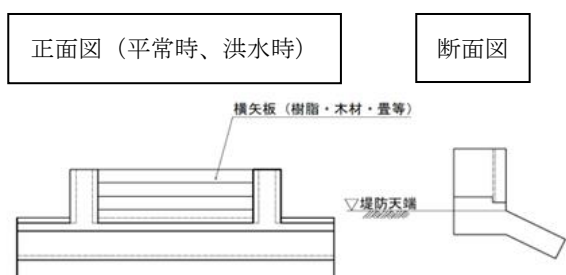 正面図（平常時、洪水時）
断面図
横矢板（樹脂・木材・畳等）
▽堤防天端